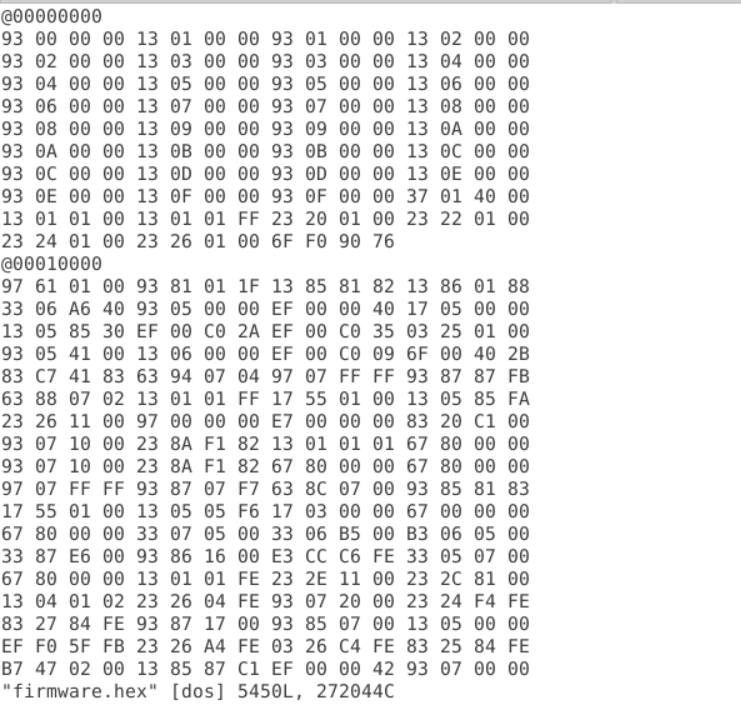 @00000000
93 00 00 00 13 01 00 00 93 01 00 00 13 02 00 00
93 02 00 00 13 03 00 00 93 03 00 00 13 04 00 00
93 04 00 00 13 05 00 00 93 05 00 00 13 06 00 00
93 06 00 00 13 07 00 00 93 07 00 00 13 08 00 00
93 08 00 00 13 09 00 00 93 09 00 00 13 0A 00 00
93 0A 00 00 13 0B 00 00 93 0B 00 00 13 0C 00 00
93 0C 00 00 13 0D 00 00 93 0D 00 00 13 0E 00 00
93 0E 00 00 13 0F 00 00 93 0F 00 00 37 01 40 00
13 01 01 00 13 01 01 FF 23 20 01 00 23 22 01 00
23 24 01 00 23 26 01 00 6F F0 90 76
@00010000
97 61 01 00 93 81 01 1F 13 85 81 82 13 86 01 88
33 06 A6 40 93 05 00 00 EF 00 00 40 17 05 00 00
13 05 85 30 EF 00 C0 2A EF 00 C0 35 03 25 01 00
93 05 41 00 13 06 00 00 EF 00 C0 09 6F 00 40 2B
83 C7 41 83 63 94 07 04 97 07 FF FF 93 87 87 FB
63 88 07 02 13 01 01 FF 17 55 01 00 13 05 85 FA
23 26 11 00 97 00 00 00 E7 00 00 00 83 20 C1 00
93 07 10 00 23 8A F1 82 13 01 01 01 67 80 00 00
93 07 10 00 23 8A F1 82 67 80 00 00 67 80 00 00
97 07 FF FF 93 87 07 F7 63 8C 07 00 93 85 81 83
17 55 01 00 13 05 05 F6 17 03 00 00 67 00 00 00
67 80 00 00 33 07 05 00 33 06 B5 00 B3 06 05 00
33 87 E6 00 93 86 16 00 E3 CC C6 FE 33 05 07 00
67 80 00 00 13 01 01 FE 23 2E 11 00 23 2C 81 00
13 04 01 02 23 26 04 FE 93 07 20 00 23 24 F4 FE
83 27 84 FE 93 87 17 00 93 85 07 00 13 05 00 00
EF F0 5F FB 23 26 A4 FE 03 26 C4 FE 83 25 84 FE
B7 47 02 00 13 85 87 C1 EF 00 00 42 93 07 00 00
"firmware.hex" [dos] 5450L, 272044C